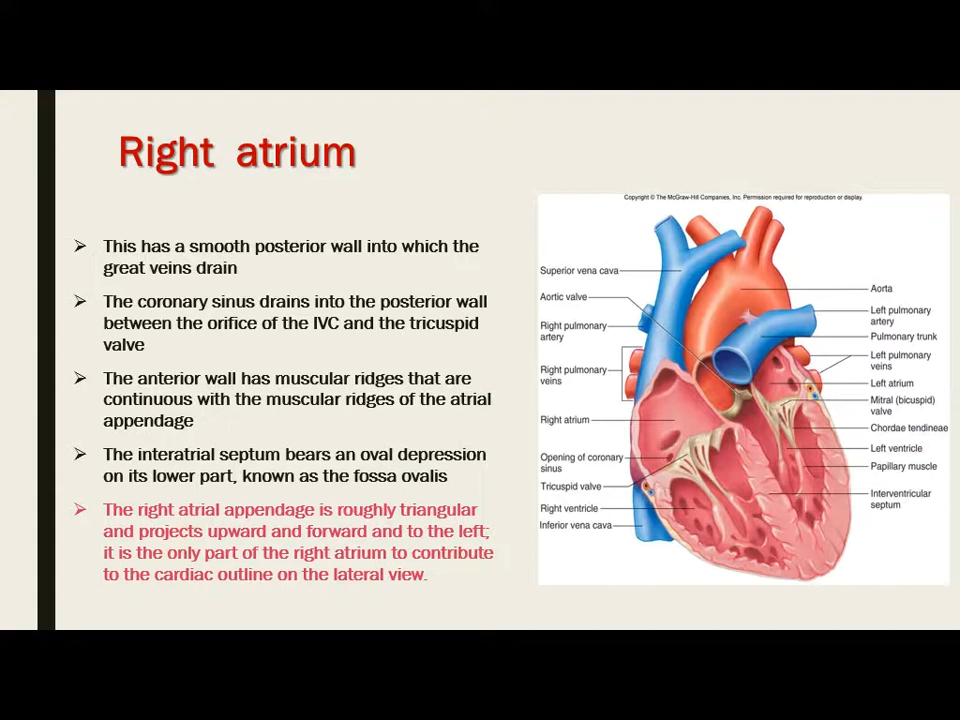 Right atrium
➢ This has a smooth posterior wall into which the
great veins drain
➢ The coronary sinus drains into the posterior wall
between the orifice of the IVC and the tricuspid
valve
➢ The anterior wall has muscular ridges that are
continuous with the muscular ridges of the atrial
appendage
➢ The interatrial septum bears an oval depression
on its lower part, known as the fossa ovalis
➢ The right atrial appendage is roughly triangular
and projects upward and forward and to the left;
it is the only part of the right atrium to contribute
to the cardiac outline on the lateral view.
Copyright © The McGraw-Hill Companies, Inc. Permission required for reproduction or display.
Superior vena cava
Aortic valve
Right pulmonary
artery
Right pulmonary
veins
Right atrium
Opening of coronary
sinus
Tricuspid valve
Right ventricle
Inferior vena cava
Aorta
Left pulmonary
artery
Pulmonary trunk
Left pulmonary
veins
Left atrium
Mitral (bicuspid)
valve
Chordae tendineae
Left ventricle
Papillary muscle
Interventricular
septum